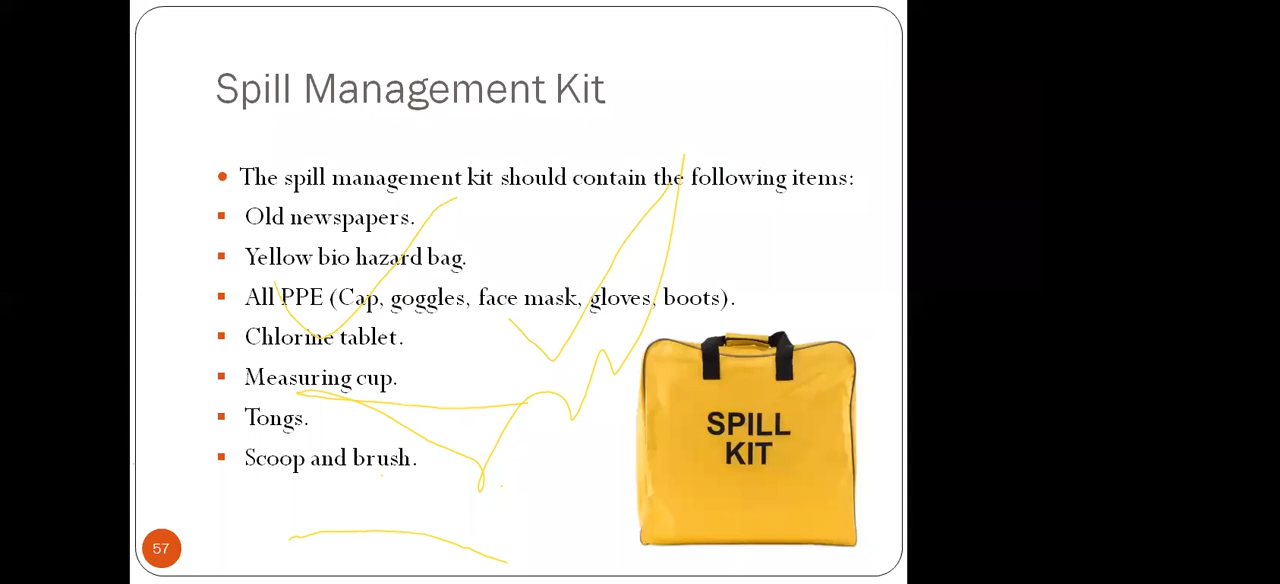 Spill Management Kit
The spill management kit should contain the following items:
Old newspapers.
Yellow bio hazard bag.
All PPE (Cap, goggles, face mask, gloves, boots).
Chlorine tablet.
Measuring cup.
Tongs.
Scoop and brush.
SPILL
KIT
57